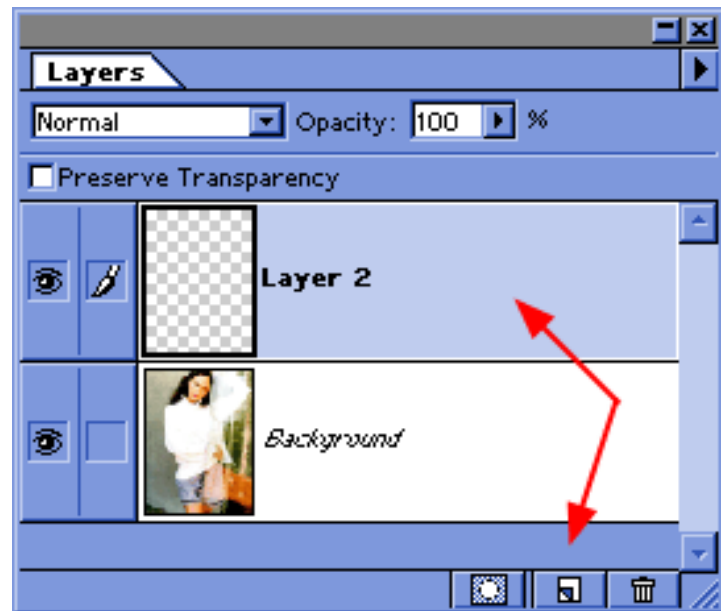 Layers
Normal Opacity: 100 %
Preserve Transparency
Layer 2
Background